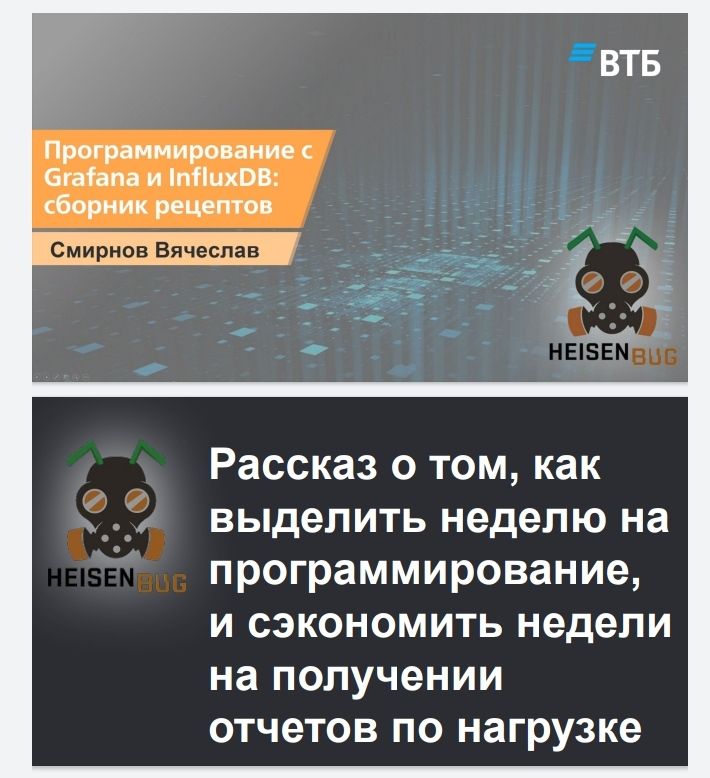 ВТБ
Программирование с
Grafana и InfluxDB:
сборник рецептов
Смирнов Вячеслав
HEISENBUG
Рассказ о том, как
выделить неделю на
программирование,
и сэкономить недели
на получении
отчетов по нагрузке
HEISENBUG